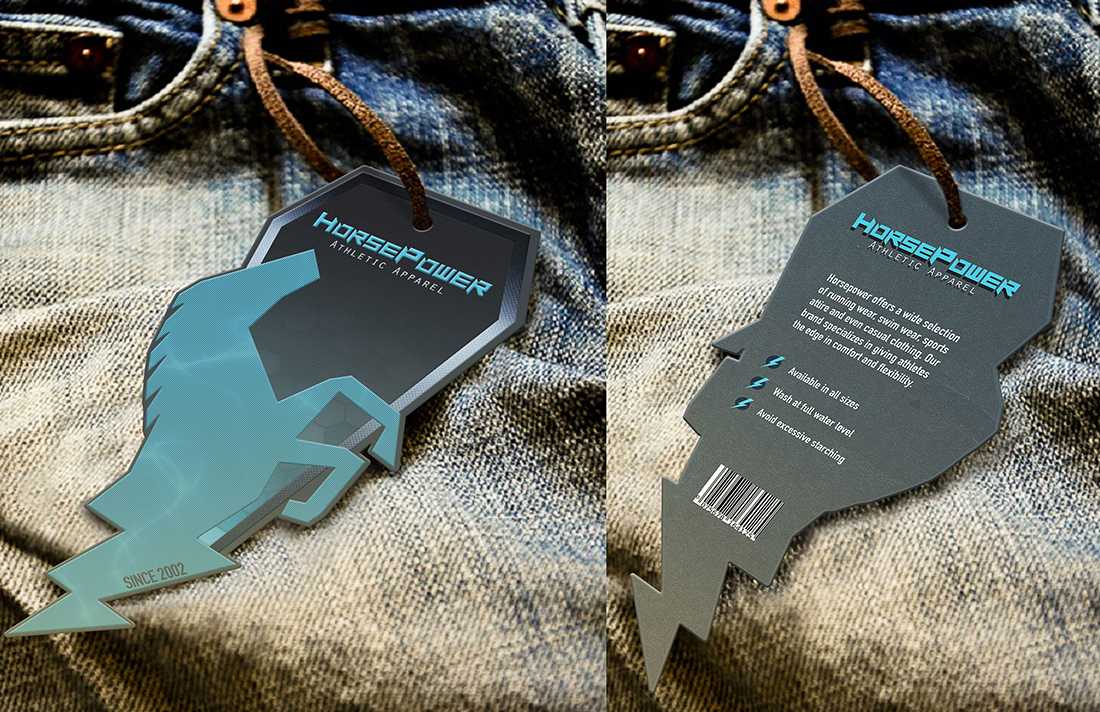 HorsePower
Athletic Apparel
SINCE 2002
HorsePower
Athletic Apparel
Horsepower offers a wide selection
of running wear, swim wear, sports
attire and even casual clothing. Our
brand specializes in giving athletes
the edge in comfort and flexibility.
Available in all sizes
Wash at full water level
Avoid excessive starching